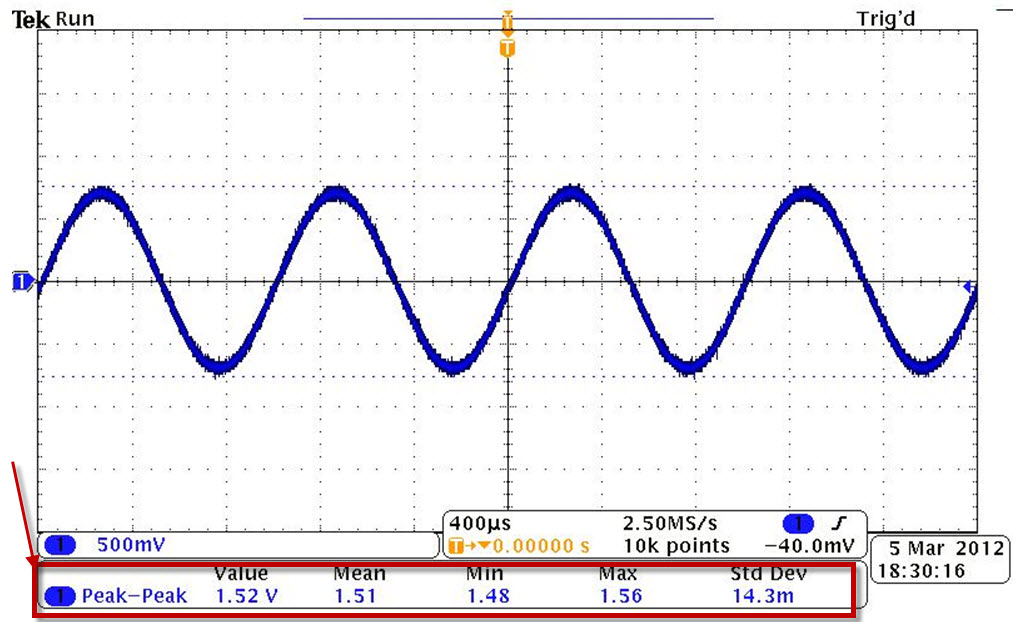 Tek Run Trig'd
T
T
1
400µs 2.50MS/s 1
1 500mV T→▼0.00000 s 10k points −40.0mV
5 Mar 2012
18:30:16
Value Mean Min Max Std Dev
1 Peak−Peak 1.52 V 1.51 1.48 1.56 14.3m